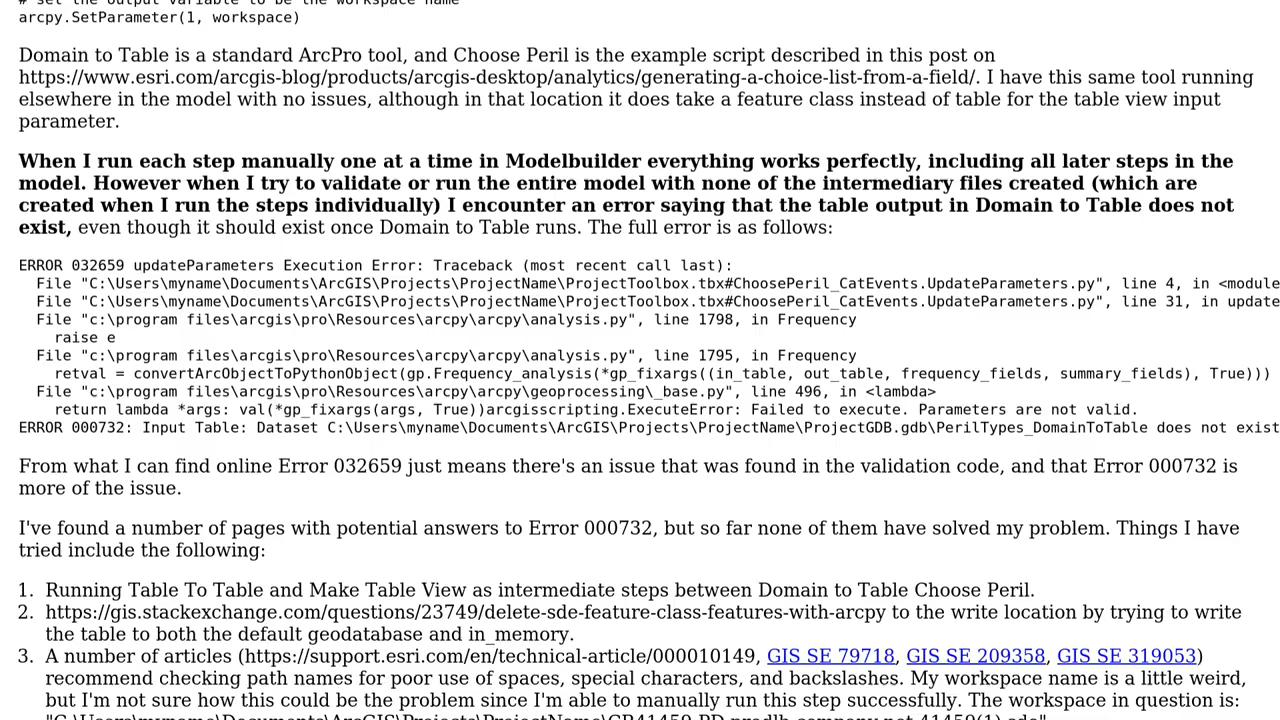 # set the output variable to be the workspace name
arcpy.SetParameter(1, workspace)
Domain to Table is a standard ArcPro tool, and Choose Peril is the example script described in this post on
https://www.esri.com/arcgis-blog/products/arcgis-desktop/analytics/generating-a-choice-list-from-a-field/. I have this same tool running
elsewhere in the model with no issues, although in that location it does take a feature class instead of table for the table view input
parameter.
When I run each step manually one at a time in Modelbuilder everything works perfectly, including all later steps in the
model. However when I try to validate or run the entire model with none of the intermediary files created (which are
created when I run the steps individually) I encounter an error saying that the table output in Domain to Table does not
exist, even though it should exist once Domain to Table runs. The full error is as follows:
ERROR 032659 updateParameters Execution Error: Traceback (most recent call last):
  File "C:\Users\myname\Documents\ArcGIS\Projects\ProjectName\ProjectToolbox.tbx#ChoosePeril_CatEvents.UpdateParameters.py", line 4, in <module
  File "C:\Users\myname\Documents\ArcGIS\Projects\ProjectName\ProjectToolbox.tbx#ChoosePeril_CatEvents.UpdateParameters.py", line 31, in update
  File "c:\program files\arcgis\pro\Resources\arcpy\arcpy\analysis.py", line 1798, in Frequency
    raise e
  File "c:\program files\arcgis\pro\Resources\arcpy\arcpy\analysis.py", line 1795, in Frequency
    retval = convertArcObjectToPythonObject(gp.Frequency_analysis(*gp_fixargs((in_table, out_table, frequency_fields, summary_fields), True)))
  File "c:\program files\arcgis\pro\Resources\arcpy\arcpy\geoprocessing\_base.py", line 496, in <lambda>
    return lambda *args: val(*gp_fixargs(args, True))arcgisscripting.ExecuteError: Failed to execute. Parameters are not valid.
ERROR 000732: Input Table: Dataset C:\Users\myname\Documents\ArcGIS\Projects\ProjectName\ProjectGDB.gdb\PerilTypes_DomainToTable does not exist
From what I can find online Error 032659 just means there's an issue that was found in the validation code, and that Error 000732 is
more of the issue.
I've found a number of pages with potential answers to Error 000732, but so far none of them have solved my problem. Things I have
tried include the following:
1. Running Table To Table and Make Table View as intermediate steps between Domain to Table Choose Peril.
2. https://gis.stackexchange.com/questions/23749/delete-sde-feature-class-features-with-arcpy to the write location by trying to write
the table to both the default geodatabase and in_memory.
3. A number of articles (https://support.esri.com/en/technical-article/000010149, GIS SE 79718, GIS SE 209358, GIS SE 319053)
recommend checking path names for poor use of spaces, special characters, and backslashes. My workspace name is a little weird,
but I'm not sure how this could be the problem since I'm able to manually run this step successfully. The workspace in question is: